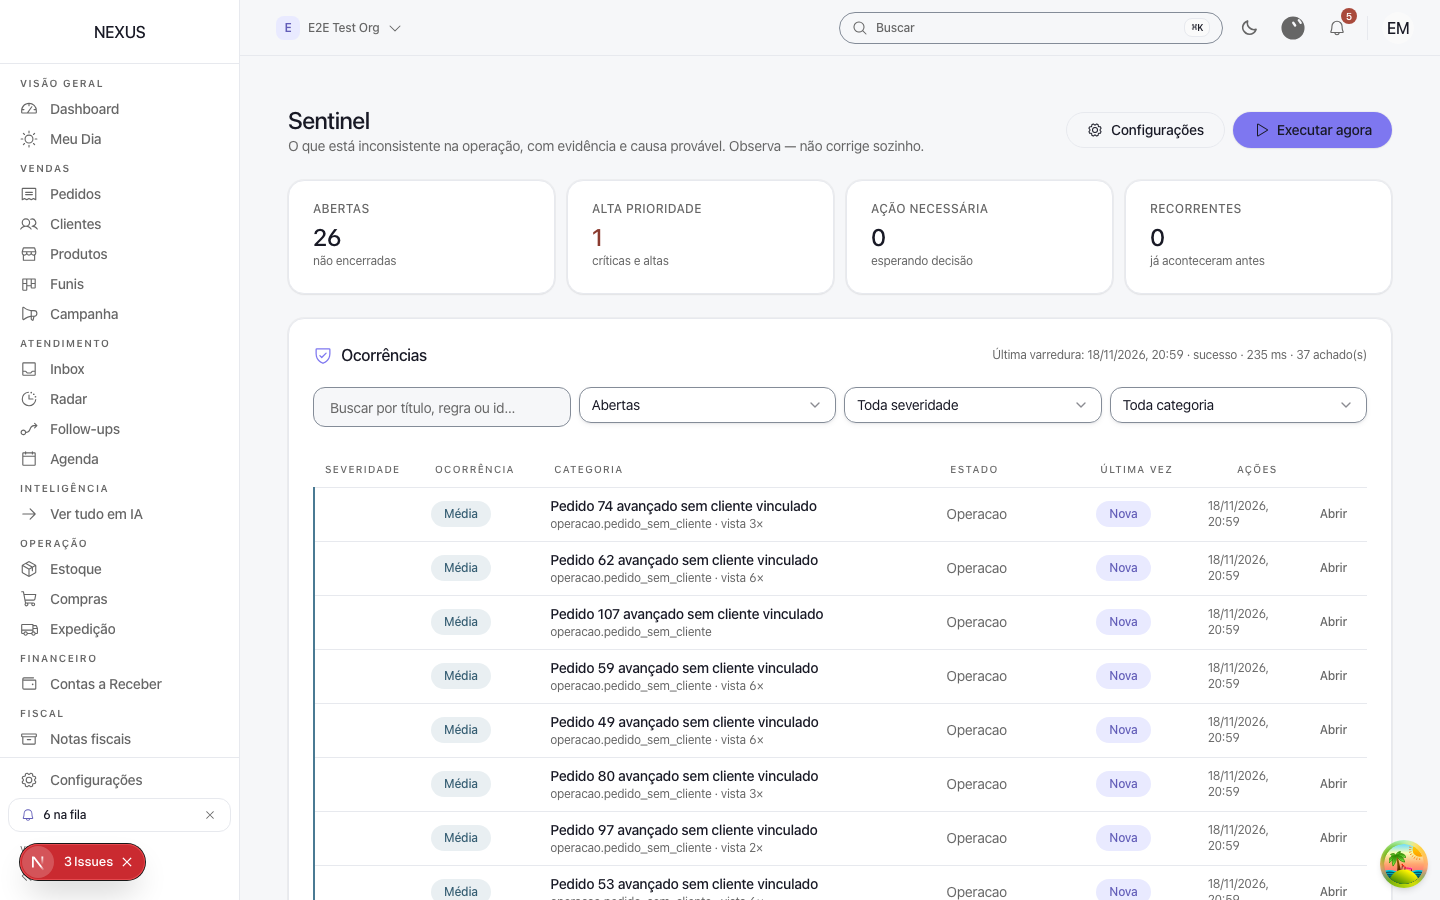 NEXUS
E
E2E Test Org
Buscar
⌘K
5
EM
VISÃO GERAL
Dashboard
Meu Dia
VENDAS
Pedidos
Clientes
Produtos
Funis
Campanha
ATENDIMENTO
Inbox
Radar
Follow-ups
Agenda
INTELIGÊNCIA
Ver tudo em IA
OPERAÇÃO
Estoque
Compras
Expedição
FINANCEIRO
Contas a Receber
FISCAL
Notas fiscais
Configurações
6 na fila
N 3 Issues
Sentinel
O que está inconsistente na operação, com evidência e causa provável. Observa — não corrige sozinho.
Configurações
Executar agora
ABERTAS
26
não encerradas
ALTA PRIORIDADE
1
críticas e altas
AÇÃO NECESSÁRIA
0
esperando decisão
RECORRENTES
0
já aconteceram antes
Ocorrências
Última varredura: 18/11/2026, 20:59 · sucesso · 235 ms · 37 achado(s)
Buscar por título, regra ou id...
Abertas
Toda severidade
Toda categoria
SEVERIDADE OCORRÊNCIA CATEGORIA ESTADO ÚLTIMA VEZ AÇÕES
Média
Pedido 74 avançado sem cliente vinculado
operacao.pedido_sem_cliente · vista 3×
Operacao
Nova
18/11/2026,
20:59
Abrir
Média
Pedido 62 avançado sem cliente vinculado
operacao.pedido_sem_cliente · vista 6×
Operacao
Nova
18/11/2026,
20:59
Abrir
Média
Pedido 107 avançado sem cliente vinculado
operacao.pedido_sem_cliente
Operacao
Nova
18/11/2026,
20:59
Abrir
Média
Pedido 59 avançado sem cliente vinculado
operacao.pedido_sem_cliente · vista 6×
Operacao
Nova
18/11/2026,
20:59
Abrir
Média
Pedido 49 avançado sem cliente vinculado
operacao.pedido_sem_cliente · vista 6×
Operacao
Nova
18/11/2026,
20:59
Abrir
Média
Pedido 80 avançado sem cliente vinculado
operacao.pedido_sem_cliente · vista 3×
Operacao
Nova
18/11/2026,
20:59
Abrir
Média
Pedido 97 avançado sem cliente vinculado
operacao.pedido_sem_cliente · vista 2×
Operacao
Nova
18/11/2026,
20:59
Abrir
Média
Pedido 53 avançado sem cliente vinculado
operacao.pedido_sem_cliente · vista
Operacao
Nova
18/11/2026,
20:59
Abrir